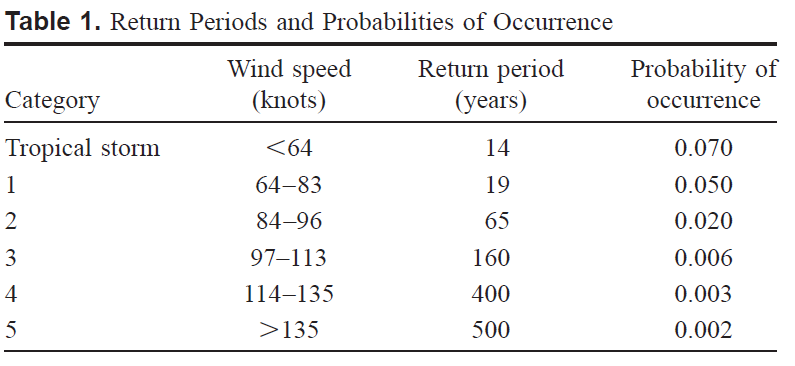 Table 1. Return Periods and Probabilities of Occurrence
Wind speed Return period Probability of
Category (knots) (years) occurrence
Tropical storm <64 14 0.070
1 64–83 19 0.050
2 84–96 65 0.020
3 97–113 160 0.006
4 114–135 400 0.003
5 >135 500 0.002